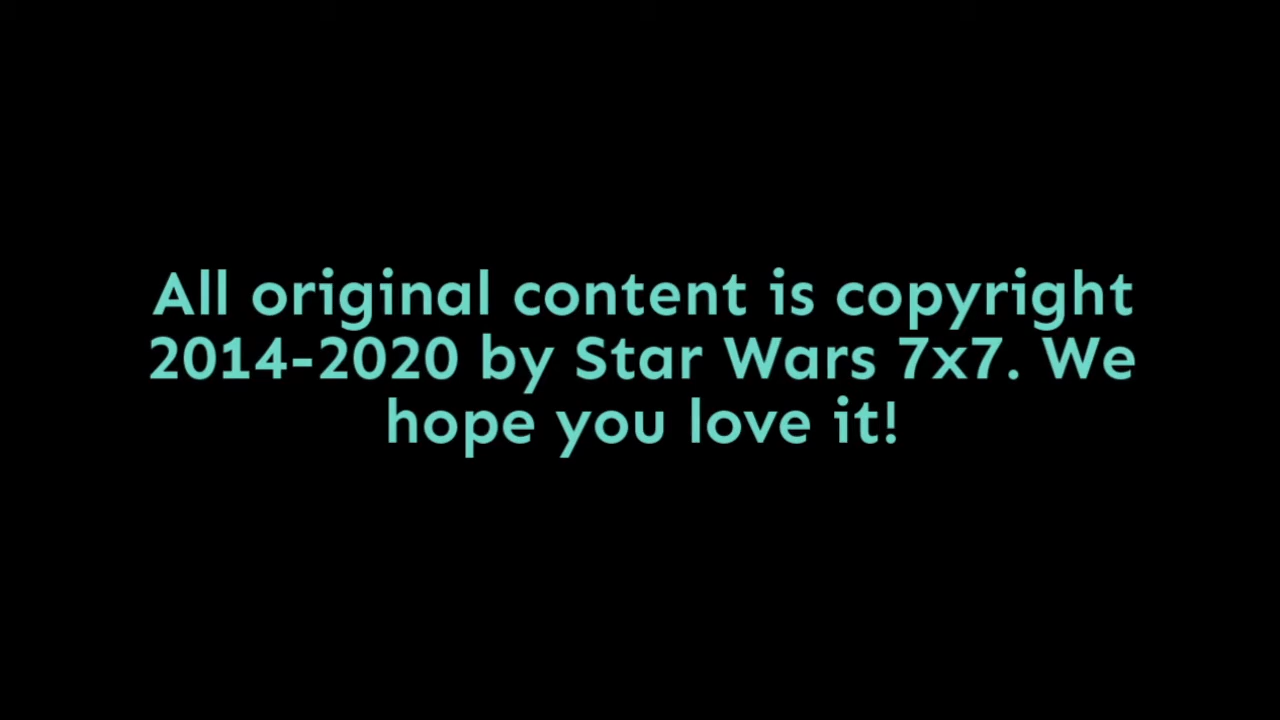 All original content is copyright
2014-2020 by Star Wars 7x7. We
hope you love it!